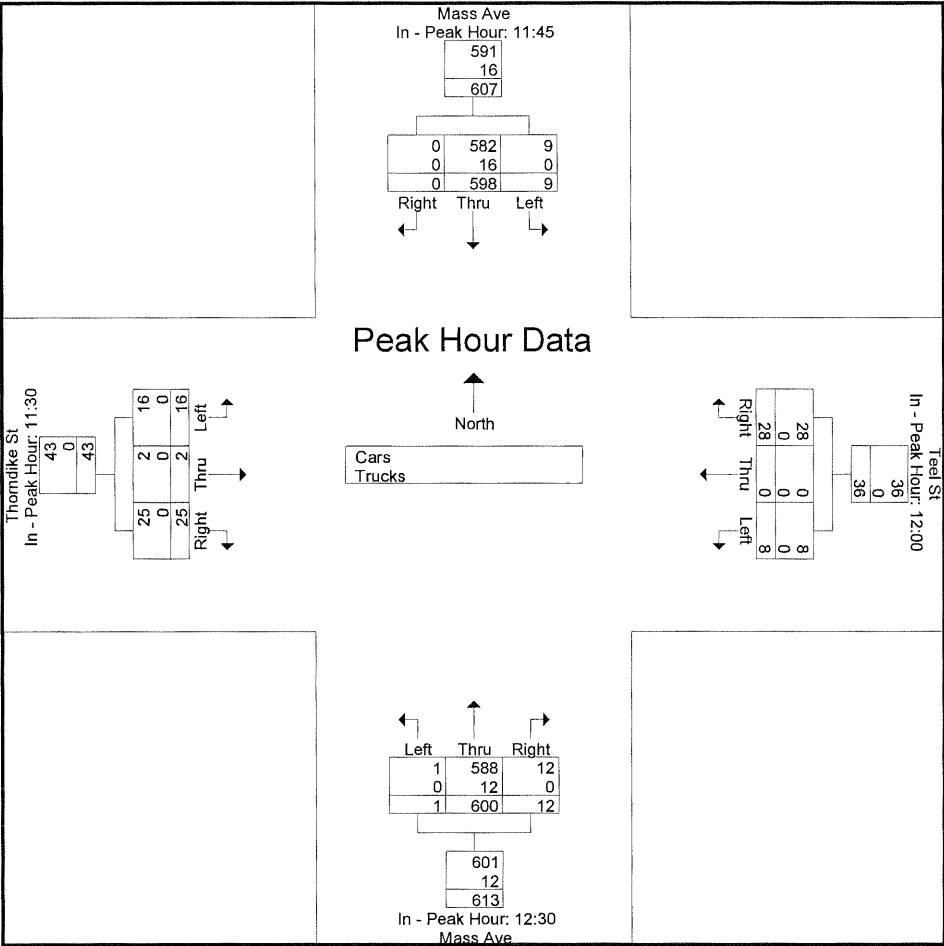 Mass Ave
In - Peak Hour: 11:45
591
16
607
0 582 9
0 16 0
0 598 9
Right Thru Left
Peak Hour Data
North
Cars
Trucks
Thorndike St
In - Peak Hour: 11:30
43
0
43
16 2 25
0 0 0
16 2 25
Left Thru Right
Teel St
In - Peak Hour: 12:00
36
0
36
28 0 8
0 0 0
28 0 8
Right Thru Left
Left Thru Right
1 588 12
0 12 0
1 600 12
601
12
613
In - Peak Hour: 12:30
Mass Ave